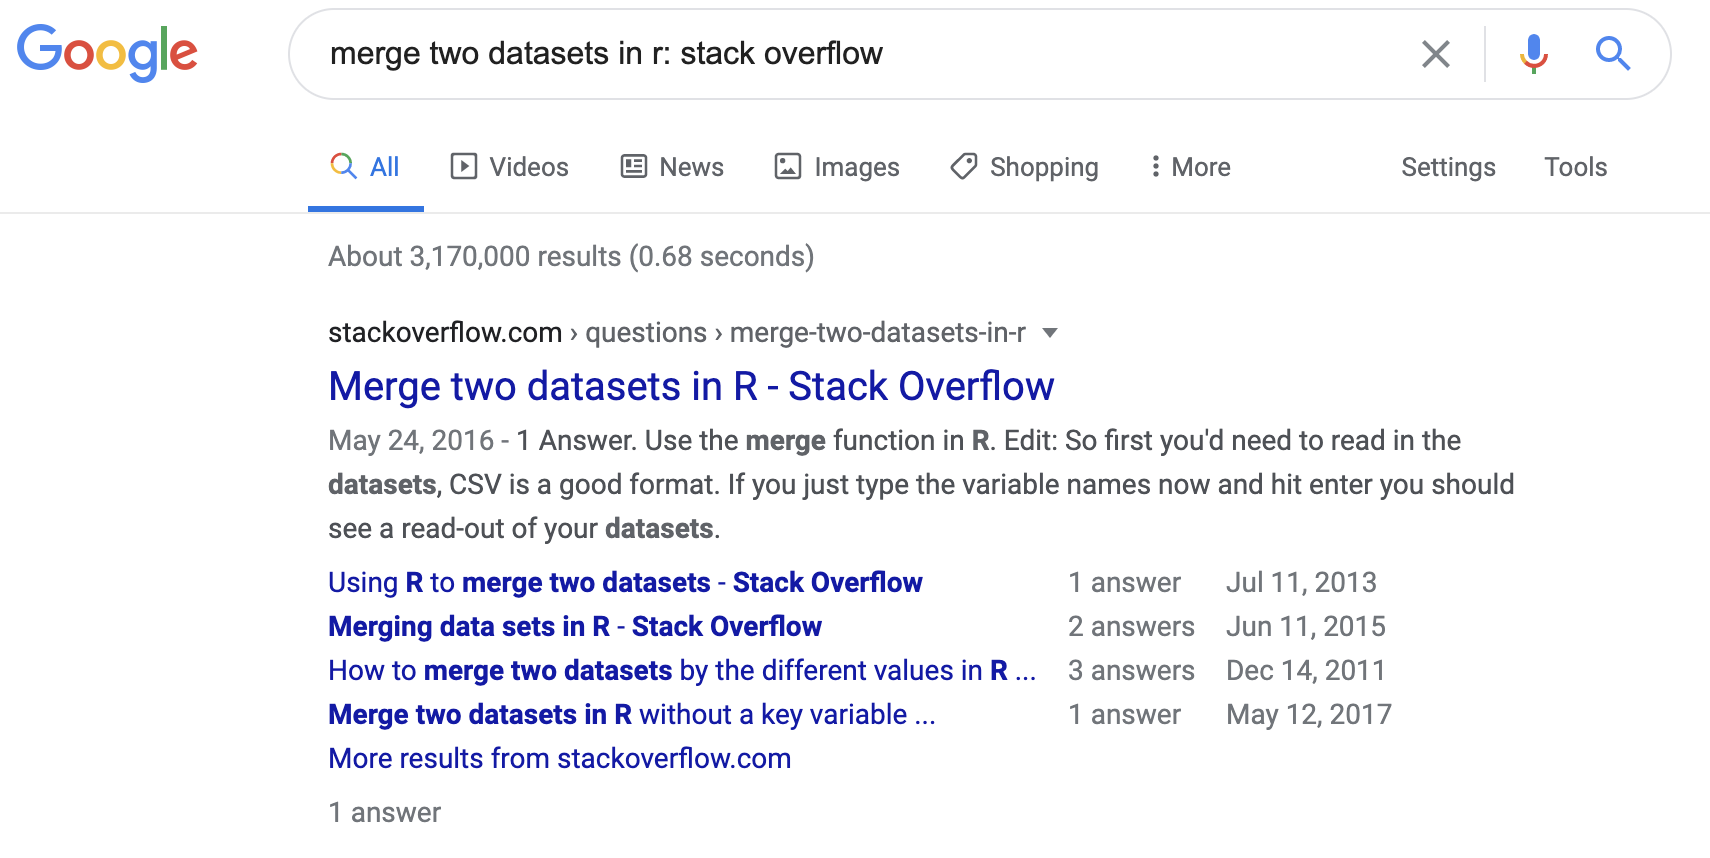 Google
merge two datasets in r: stack overflow
All Videos News Images Shopping More Settings Tools
About 3,170,000 results (0.68 seconds)
stackoverflow.com › questions › merge-two-datasets-in-r
Merge two datasets in R - Stack Overflow
May 24, 2016 - 1 Answer. Use the merge function in R. Edit: So first you'd need to read in the
datasets, CSV is a good format. If you just type the variable names now and hit enter you should
see a read-out of your datasets.
Using R to merge two datasets - Stack Overflow 1 answer Jul 11, 2013
Merging data sets in R - Stack Overflow 2 answers Jun 11, 2015
How to merge two datasets by the different values in R ... 3 answers Dec 14, 2011
Merge two datasets in R without a key variable ... 1 answer May 12, 2017
More results from stackoverflow.com
1 answer